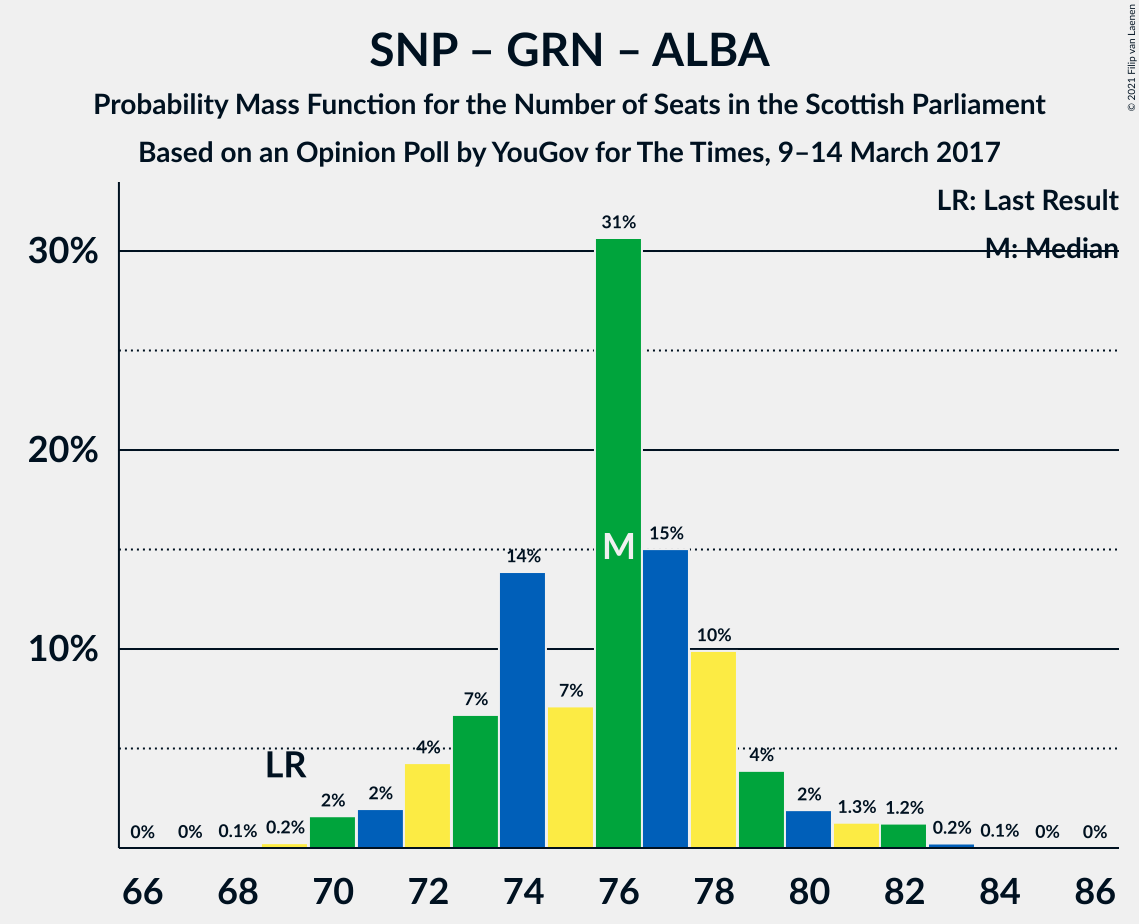 SNP – GRN – ALBA
Probability Mass Function for the Number of Seats in the Scottish Parliament
Based on an Opinion Poll by YouGov for The Times, 9–14 March 2017
© 2021 Filip van Laenen
LR: Last Result
M: Median
30%
20%
10%
0%
0%
0.1%
0.2%
LR
2%
2%
4%
7%
14%
7%
31%
M
15%
10%
4%
2%
1.3%
1.2%
0.2%
0.1%
0%
0%
66 68 70 72 74 76 78 80 82 84 86